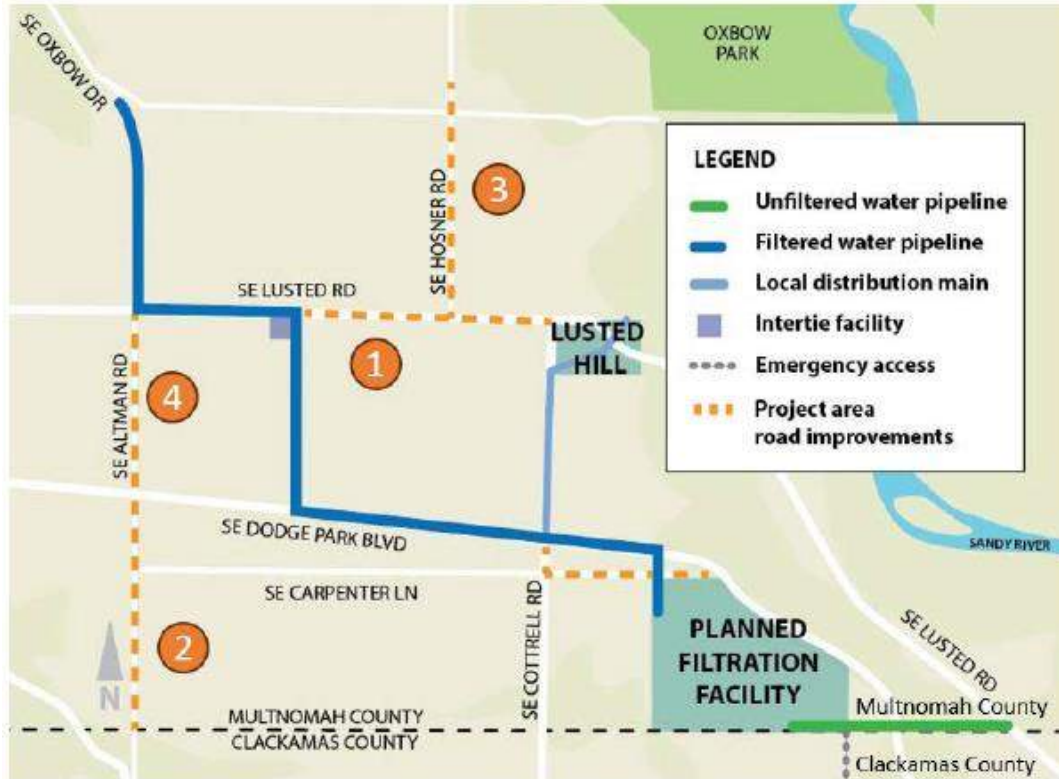 SE OXBOW DR
OXBOW
PARK
LEGEND
Unfiltered water pipeline
Filtered water pipeline
Local distribution main
Intertie facility
Emergency access
Project area
road improvements
SE HOSNER RD
3
SE LUSTED RD
1
LUSTED
HILL
SE ALTMAN RD
4
SE DODGE PARK BLVD
SANDY RIVER
SE CARPENTER LN
SE COTTRELL RD
2
N
PLANNED
FILTRATION
FACILITY
SE LUSTED RD
MULTNOMAH COUNTY
CLACKAMAS COUNTY
Multnomah County
Clackamas County